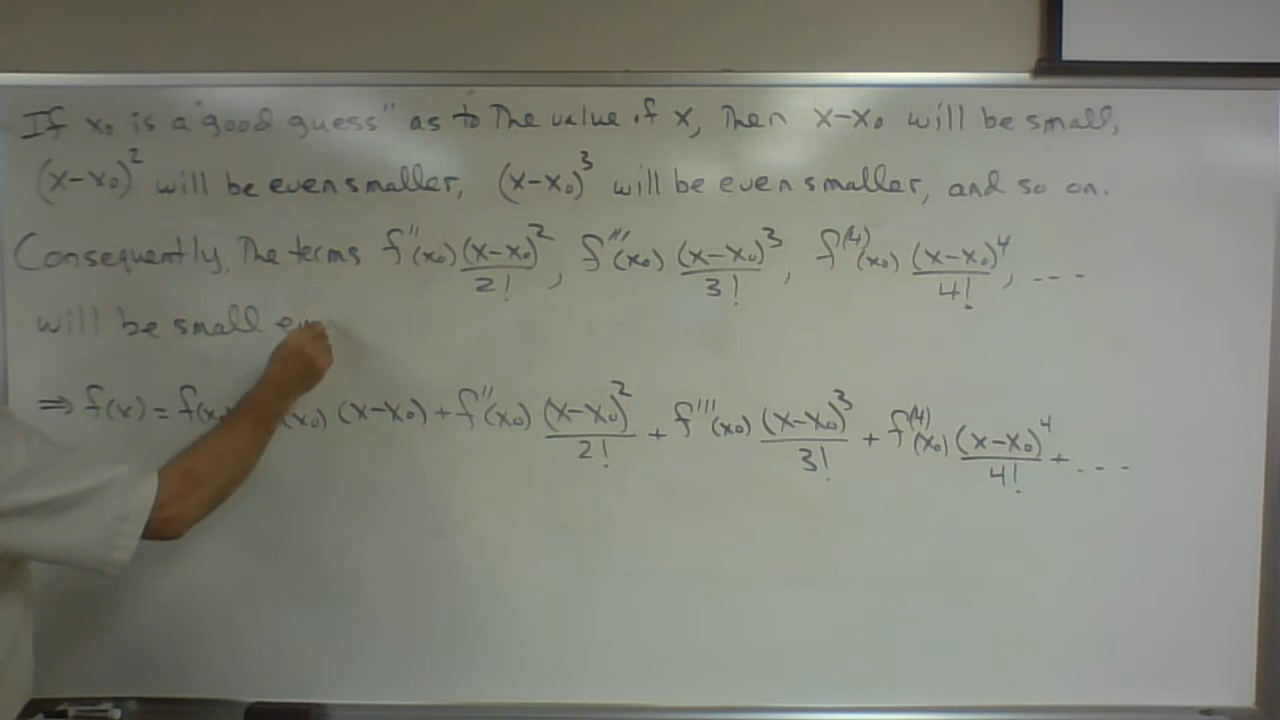 If x₀ is a "good guess" as to the value of x, then x-x₀ will be small,
(x-x₀)² will be even smaller, (x-x₀)³ will be even smaller, and so on.
Consequently, the terms f''(x₀) (x-x₀)²/2!, f'''(x₀) (x-x₀)³/3!, f⁽⁴⁾(x₀) (x-x₀)⁴/4!, ...
will be small
⇒ f(x) = f(x₀ (x₀) (x-x₀) + f''(x₀) (x-x₀)²/2! + f'''(x₀) (x-x₀)³/3! + f⁽⁴⁾(x₀) (x-x₀)⁴/4! + ...